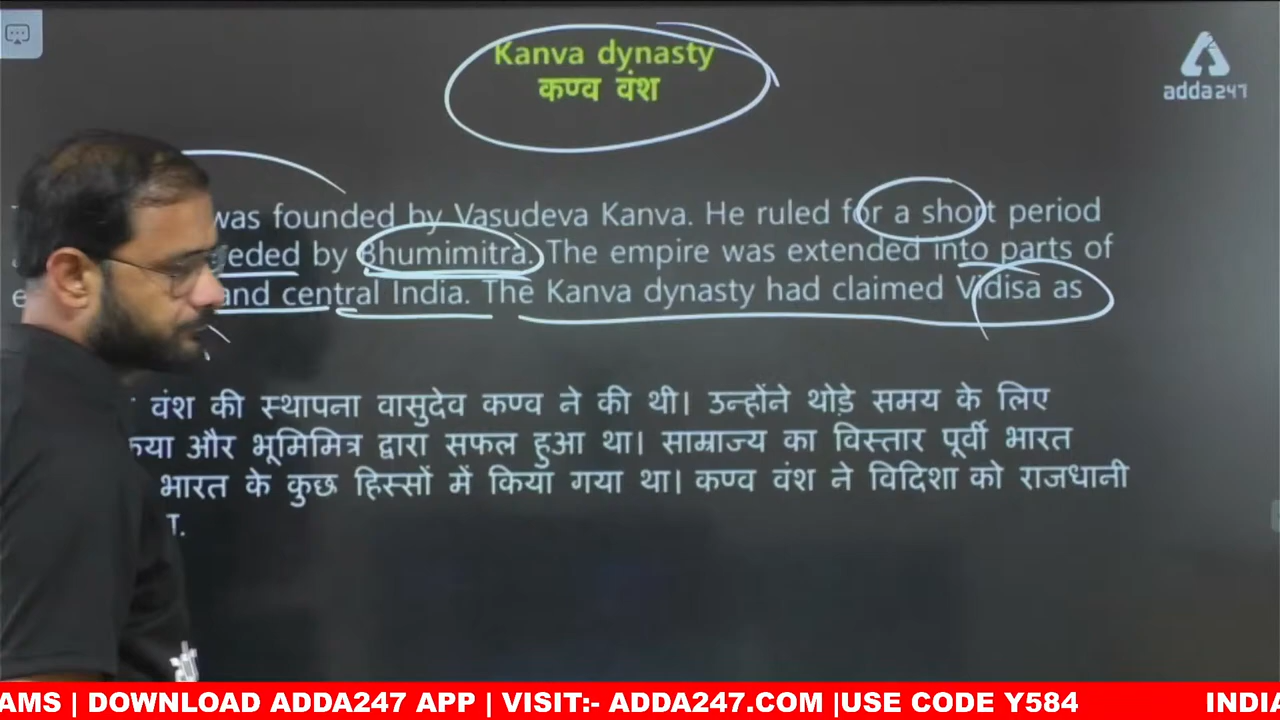 Kanva dynasty
कण्व वंश
adda247
was founded by Vasudeva Kanva. He ruled for a short period
by Bhumimitra. The empire was extended into parts of
and central India. The Kanva dynasty had claimed Vidisa as
वंश की स्थापना वासुदेव कण्व ने की थी। उन्होंने थोड़े समय के लिए
और भूमिमित्र द्वारा सफल हुआ था। साम्राज्य का विस्तार पूर्वी भारत
भारत के कुछ हिस्सों में किया गया था। कण्व वंश ने विदिशा को राजधानी
AMS | DOWNLOAD ADDA247 APP | VISIT:- ADDA247.COM |USE CODE Y584 INDIA